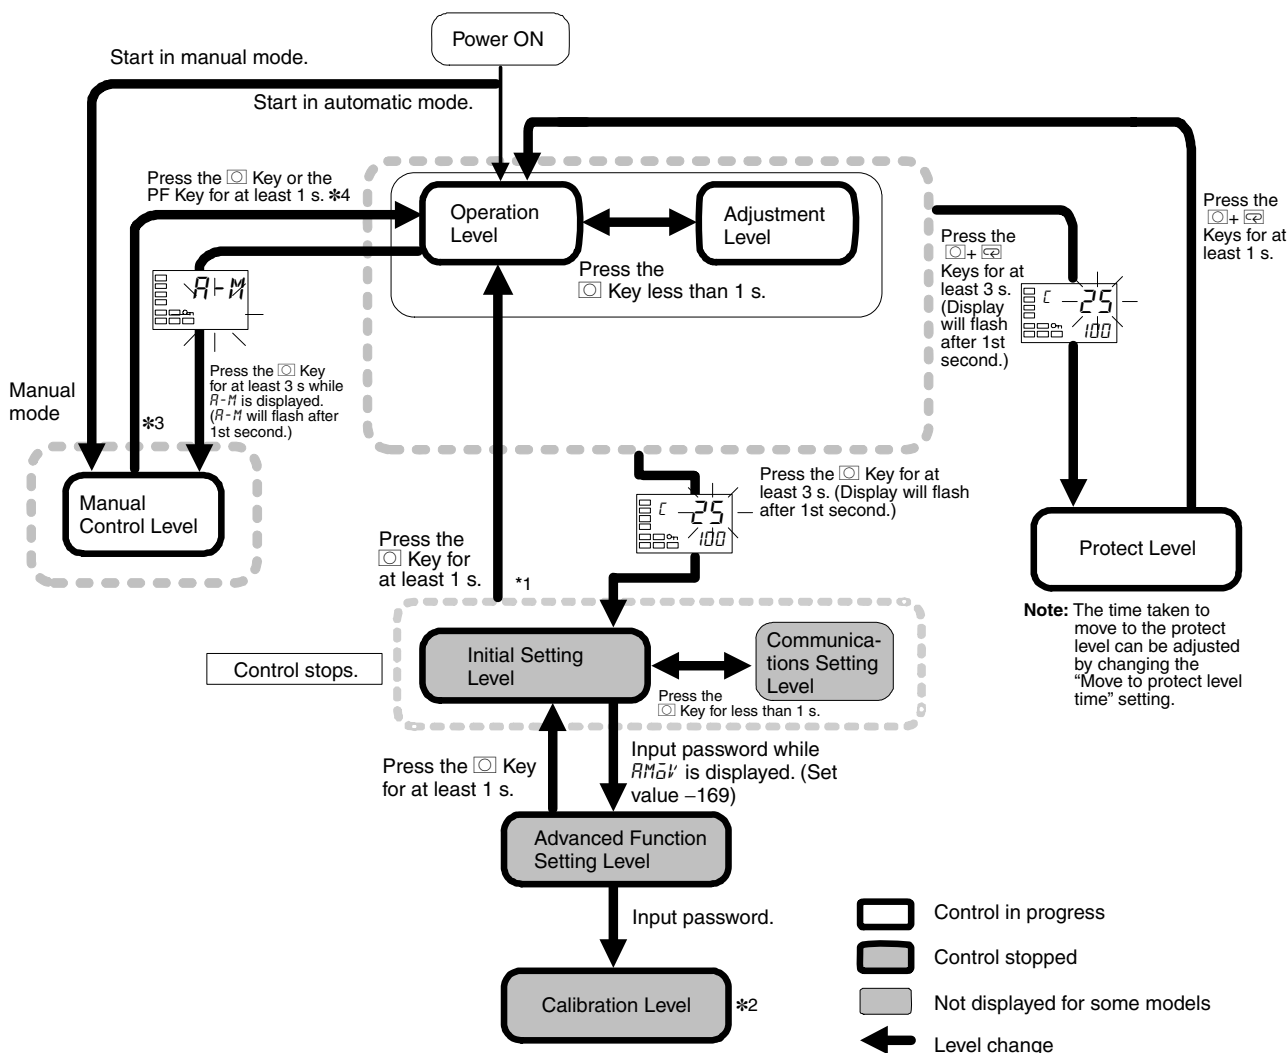 Power ON
Start in manual mode.
Start in automatic mode.
Press the Key or the
PF Key for at least 1 s. ✻4
Operation
Level
Adjustment
Level
Press the
Key less than 1 s.
Press the
+
Keys for at
least 3 s.
(Display
will flash
after 1st
second.)
Press the
+
Keys for at
least 1 s.
A-M
C 25
100
Press the Key
for at least 3 s while
A-M is displayed.
(A-M will flash after
1st second.)
Manual
mode
✻3
Manual
Control Level
Press the Key for at
least 3 s. (Display will flash
after 1st second.)
C 25
100
Press the
Key for
at least 1 s.
*1
Protect Level
Note: The time taken to
move to the protect
level can be adjusted
by changing the
“Move to protect level
time” setting.
Control stops.
Initial Setting
Level
Communica-
tions Setting
Level
Press the
Key for less than 1 s.
Press the Key
for at least 1 s.
Input password while
AMoV is displayed. (Set
value −169)
Advanced Function
Setting Level
Input password.
Calibration Level
✻2
Control in progress
Control stopped
Not displayed for some models
Level change